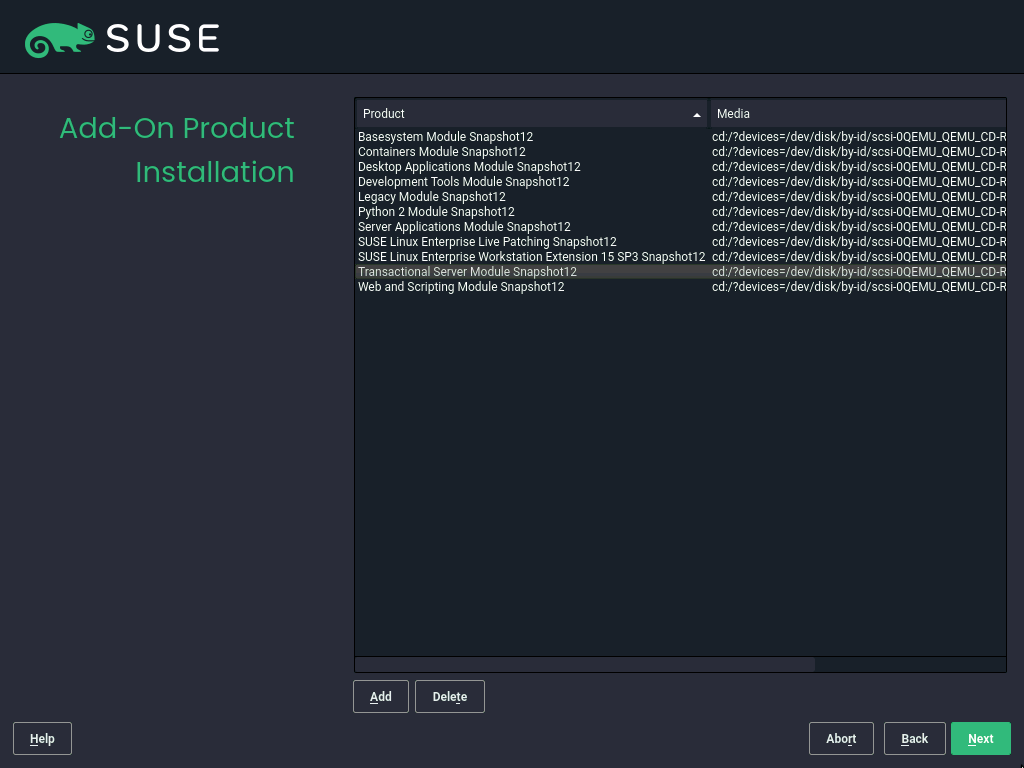 SUSE
Add-On Product
Installation
Product Media
Basesystem Module Snapshot12 cd:/?devices=/dev/disk/by-id/scsi-0QEMU_QEMU_CD-R
Containers Module Snapshot12 cd:/?devices=/dev/disk/by-id/scsi-0QEMU_QEMU_CD-R
Desktop Applications Module Snapshot12 cd:/?devices=/dev/disk/by-id/scsi-0QEMU_QEMU_CD-R
Development Tools Module Snapshot12 cd:/?devices=/dev/disk/by-id/scsi-0QEMU_QEMU_CD-R
Legacy Module Snapshot12 cd:/?devices=/dev/disk/by-id/scsi-0QEMU_QEMU_CD-R
Python 2 Module Snapshot12 cd:/?devices=/dev/disk/by-id/scsi-0QEMU_QEMU_CD-R
Server Applications Module Snapshot12 cd:/?devices=/dev/disk/by-id/scsi-0QEMU_QEMU_CD-R
SUSE Linux Enterprise Live Patching Snapshot12 cd:/?devices=/dev/disk/by-id/scsi-0QEMU_QEMU_CD-R
SUSE Linux Enterprise Workstation Extension 15 SP3 Snapshot12 cd:/?devices=/dev/disk/by-id/scsi-0QEMU_QEMU_CD-R
Transactional Server Module Snapshot12 cd:/?devices=/dev/disk/by-id/scsi-0QEMU_QEMU_CD-R
Web and Scripting Module Snapshot12 cd:/?devices=/dev/disk/by-id/scsi-0QEMU_QEMU_CD-R
Add Delete
Help Abort Back Next